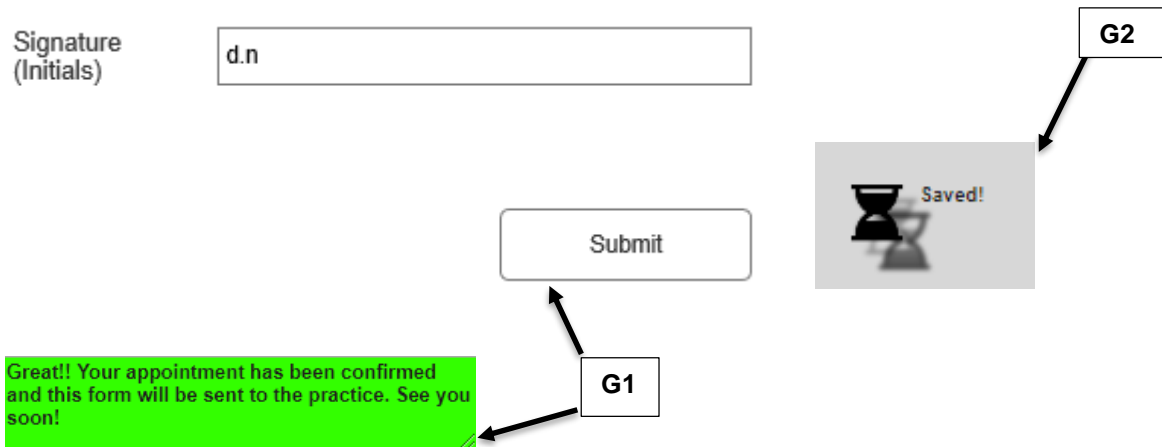 Signature
(Initials)
d.n
G2
Saved!
Submit
G1
Great!! Your appointment has been confirmed
and this form will be sent to the practice. See you
soon!